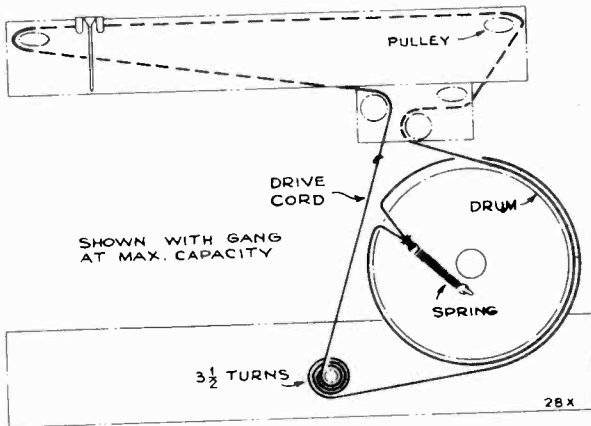 PULLEY
DRIVE
CORD
DRUM
SHOWN WITH GANG
AT MAX. CAPACITY
SPRING
3½ TURNS
28X